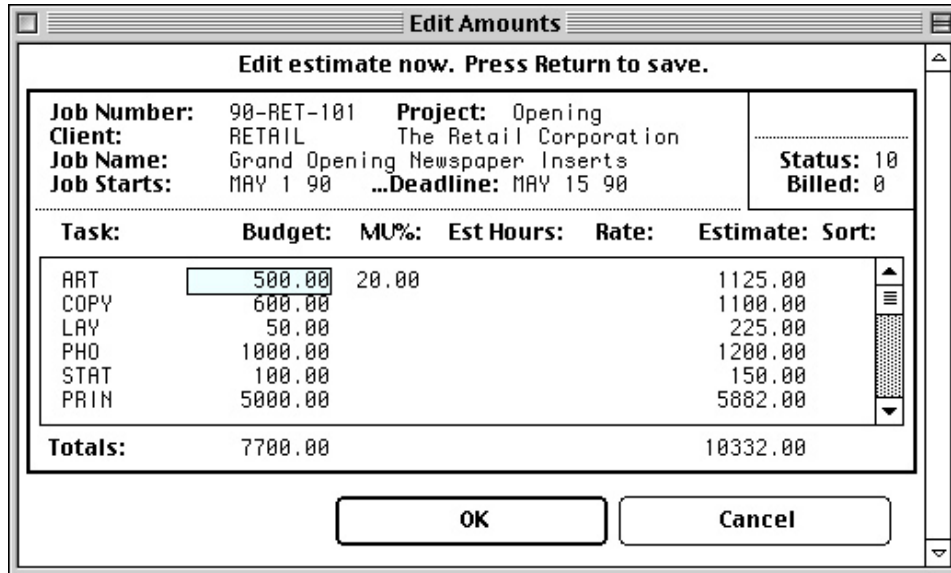 Edit Amounts
Edit estimate now. Press Return to save.
Job Number: 90-RET-101 Project: Opening
Client: RETAIL The Retail Corporation
Job Name: Grand Opening Newspaper Inserts Status: 10
Job Starts: MAY 1 90 ...Deadline: MAY 15 90 Billed: 0
Task: Budget: MU%: Est Hours: Rate: Estimate: Sort:
ART 500.00 20.00 1125.00
COPY 600.00 1100.00
LAY 50.00 225.00
PHO 1000.00 1200.00
STAT 100.00 150.00
PRIN 5000.00 5882.00
Totals: 7700.00 10332.00
OK Cancel